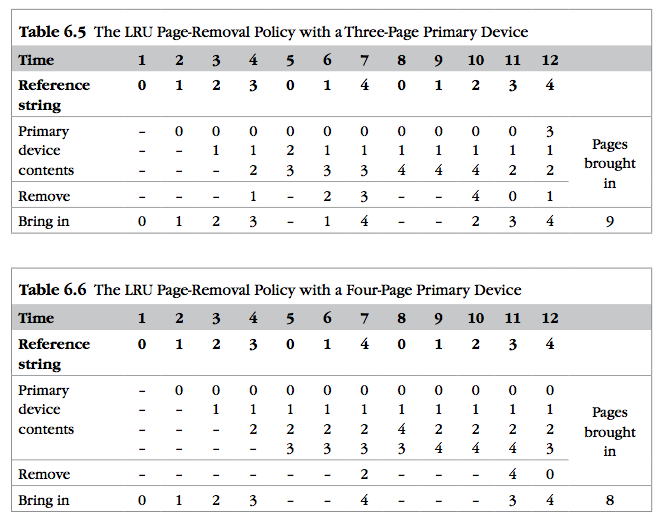 Table 6.5 The LRU Page-Removal Policy with a Three-Page Primary Device
Time 1 2 3 4 5 6 7 8 9 10 11 12
Reference string 0 1 2 3 0 1 4 0 1 2 3 4
Primary – 0 0 0 0 0 0 0 0 0 0 3
device – – 1 1 2 1 1 1 1 1 1 1
contents – – – 2 3 3 3 4 4 4 2 2
Pages
brought
in
Remove – – – 1 – 2 3 – – 4 0 1
Bring in 0 1 2 3 – 1 4 – – 2 3 4 9
Table 6.6 The LRU Page-Removal Policy with a Four-Page Primary Device
Time 1 2 3 4 5 6 7 8 9 10 11 12
Reference string 0 1 2 3 0 1 4 0 1 2 3 4
Primary – 0 0 0 0 0 0 0 0 0 0 0
device – – 1 1 1 1 1 1 1 1 1 1
contents – – – 2 2 2 2 4 2 2 2 2
– – – – 3 3 3 3 4 4 4 3
Pages
brought
in
Remove – – – – – – 2 – – – 4 0
Bring in 0 1 2 3 – – 4 – – – 3 4 8